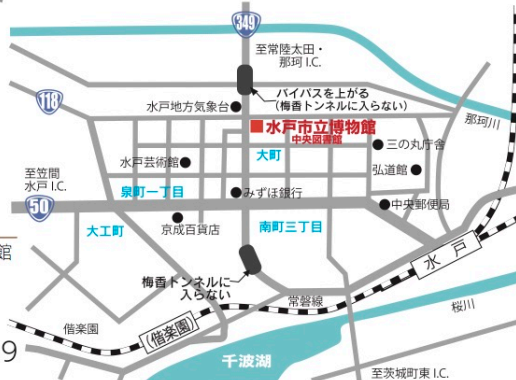 349
至常陸太田・
那珂 I.C.
バイパスを上がる
(梅香トンネルに入らない)
118
水戸地方気象台
水戸市立博物館
中央図書館
那珂川
三の丸庁舎
大町
水戸芸術館
弘道館
至笠間
水戸 I.C.
泉町一丁目
みずほ銀行
50
中央郵便局
大工町
京成百貨店
南町三丁目
水戸
館
梅香トンネルに
入らない
常磐線
桜川
偕楽園
(偕楽園)
9
千波湖
至茨城町東 I.C.